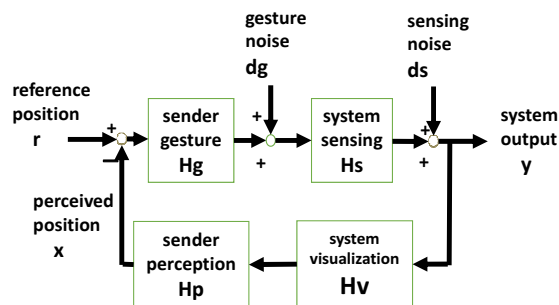 gesture
noise
dg
sensing
noise
ds
reference
position
r
+
−
sender
gesture
Hg
+
+
system
sensing
Hs
+
+
system
output
y
perceived
position
x
sender
perception
Hp
system
visualization
Hv